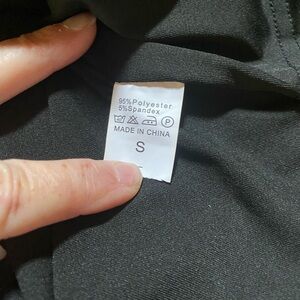 95%Polyester
5%Spandex
P
MADE IN CHINA
S